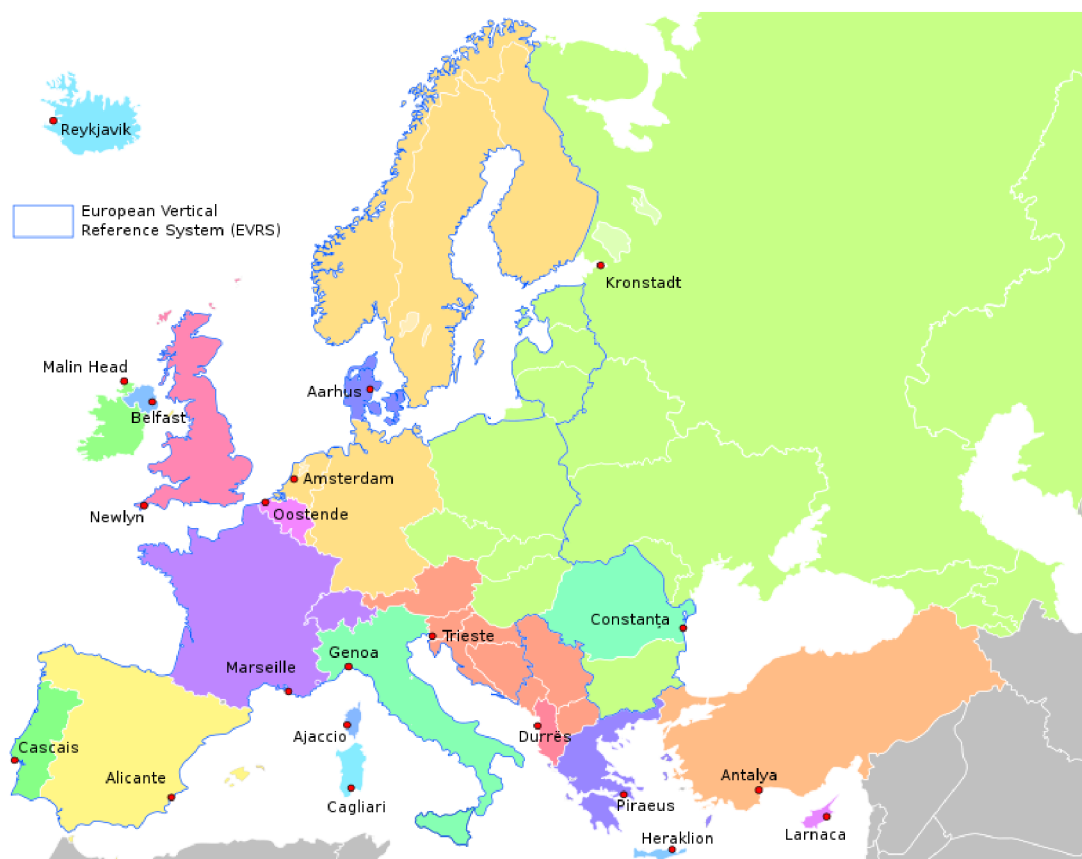 Reykjavik
European Vertical
Reference System (EVRS)
Kronstadt
Malin Head
Aarhus
Belfast
Amsterdam
Newlyn
Oostende
Constanța
Trieste
Genoa
Marseille
Ajaccio
Durrës
Cascais
Alicante
Antalya
Cagliari
Piraeus
Larnaca
Heraklion